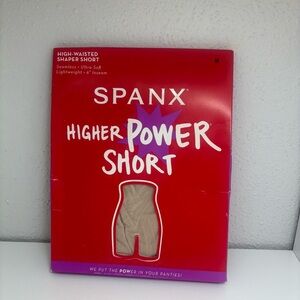 HIGH-WAISTED
SHAPER SHORT
Seamless • Ultra Soft
Lightweight • 6" Inseam
M
SPANX
HIGHER POWER
SHORT
WE PUT THE POWER IN YOUR PANTIES!